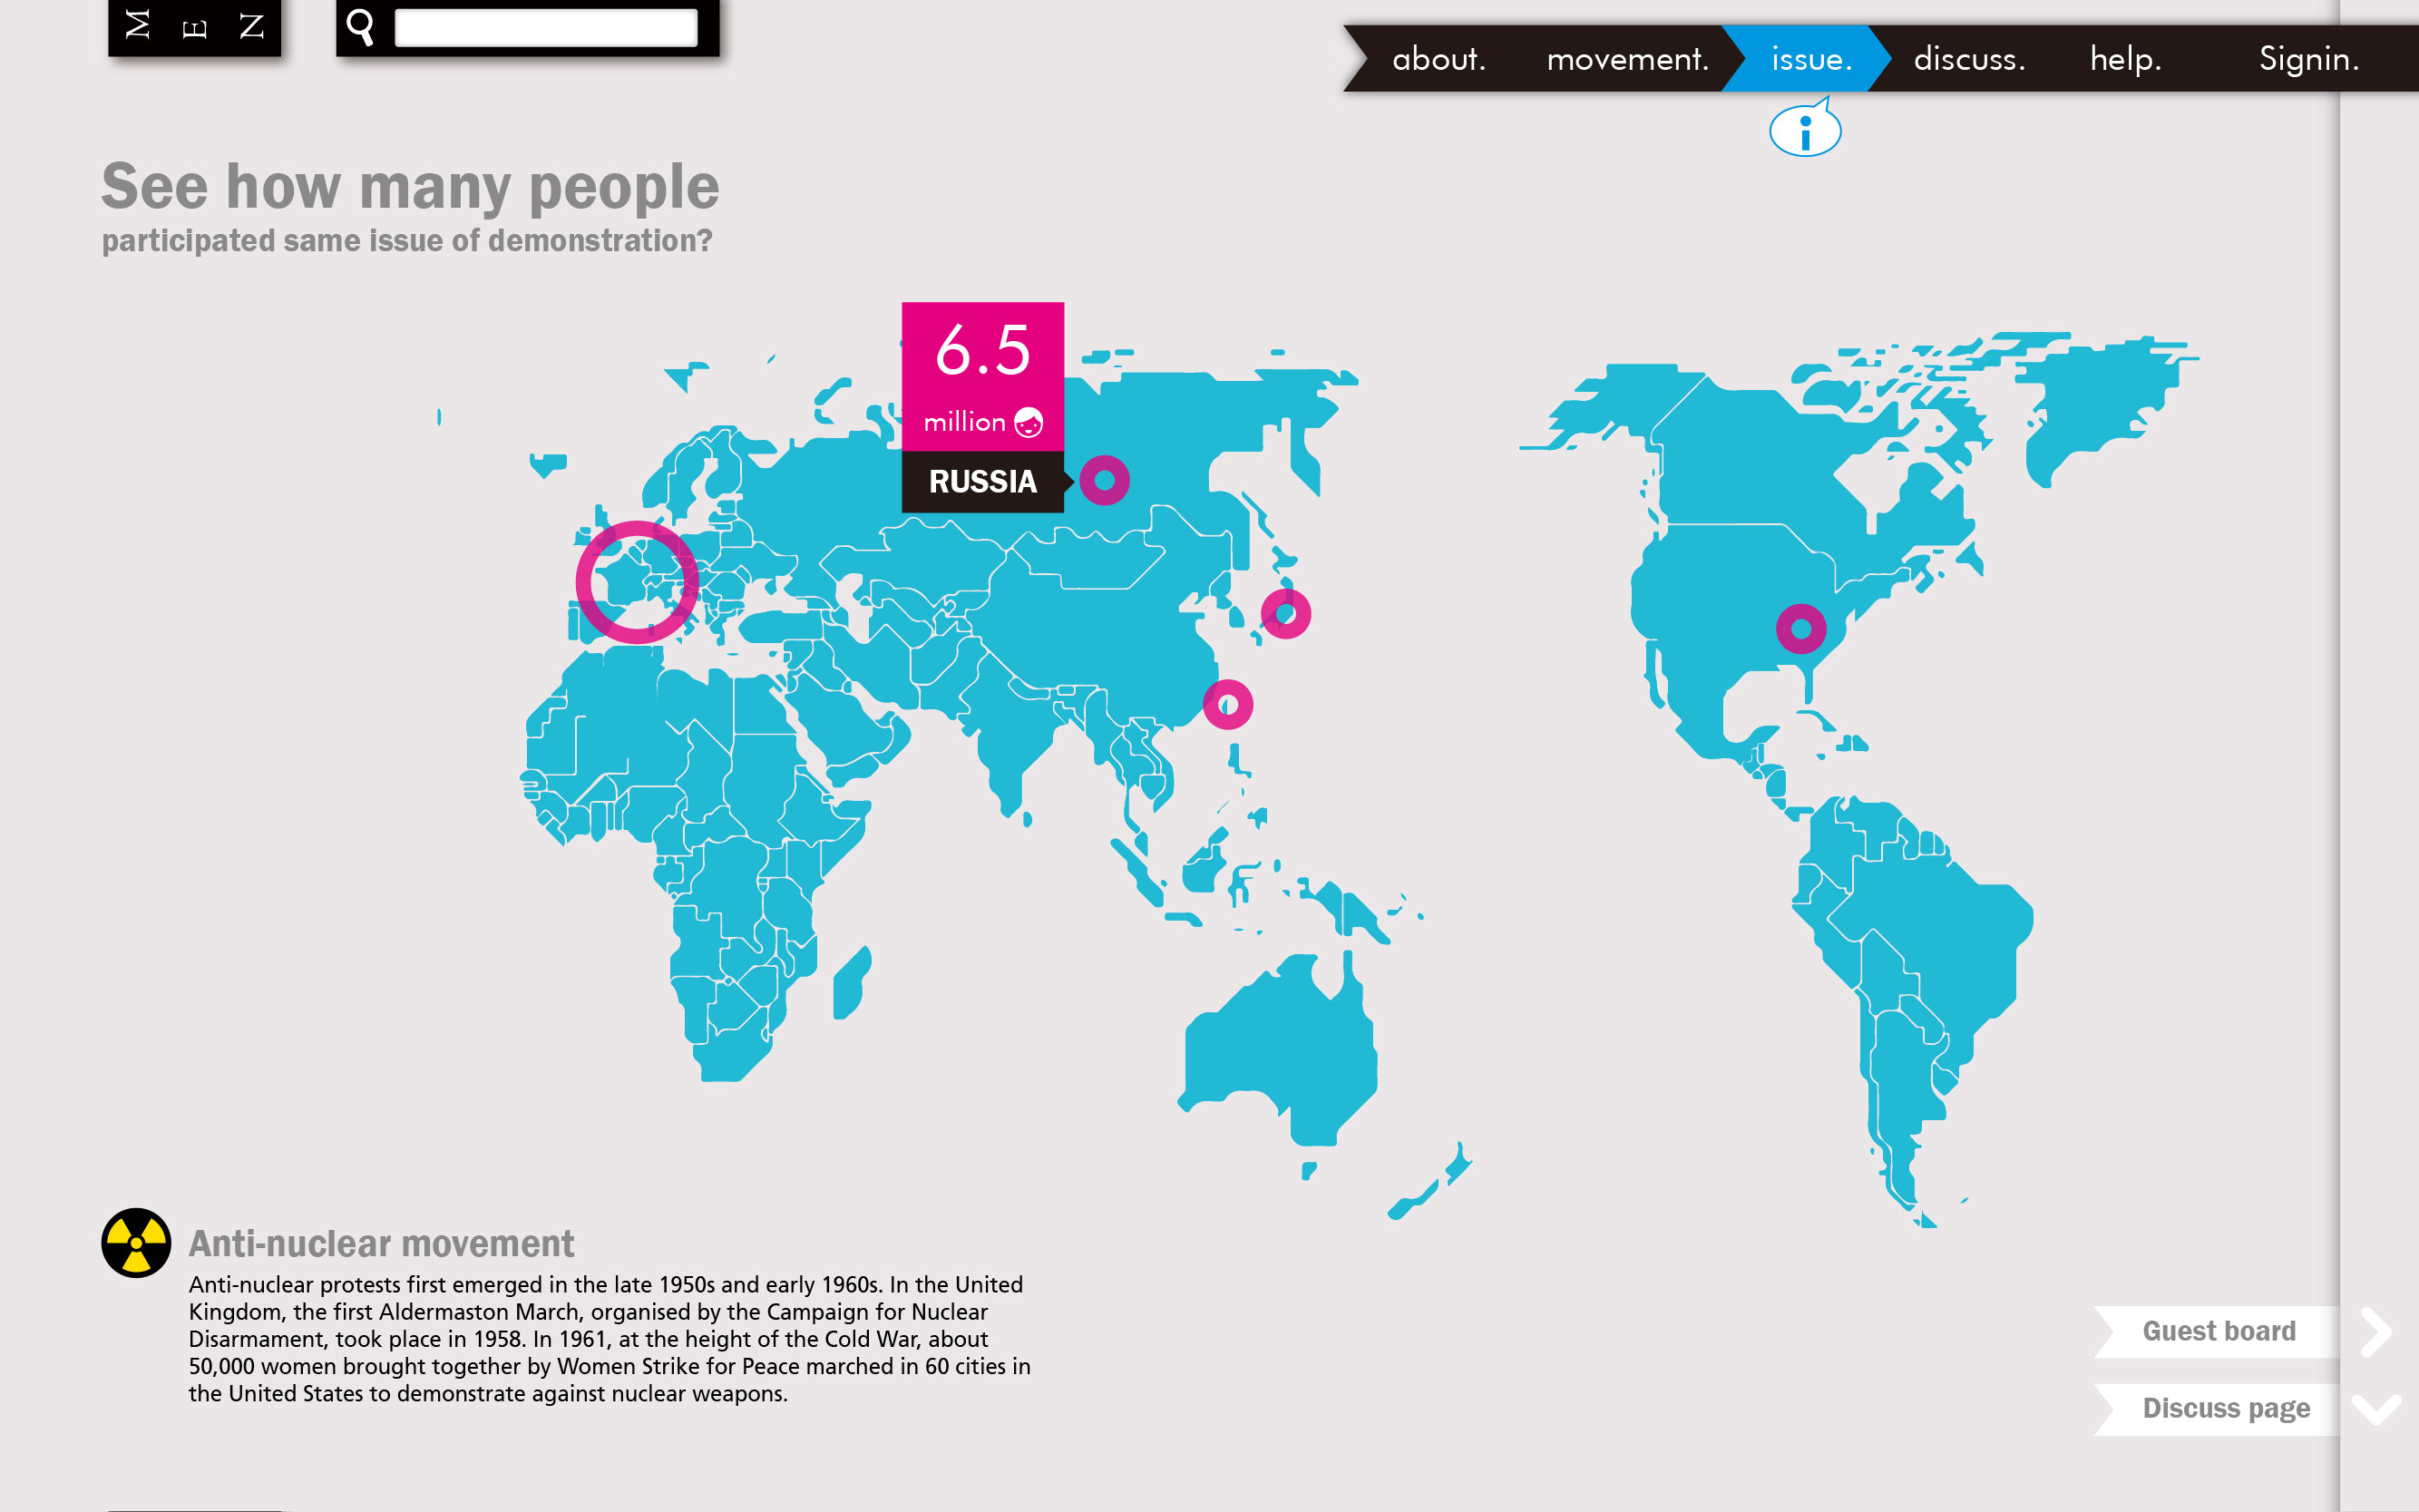 M E N
about. movement. issue. discuss. help. Signin.
i
See how many people
participated same issue of demonstration?
6.5
million
RUSSIA
Anti-nuclear movement
Anti-nuclear protests first emerged in the late 1950s and early 1960s. In the United
Kingdom, the first Aldermaston March, organised by the Campaign for Nuclear
Disarmament, took place in 1958. In 1961, at the height of the Cold War, about
50,000 women brought together by Women Strike for Peace marched in 60 cities in
the United States to demonstrate against nuclear weapons.
Guest board
Discuss page